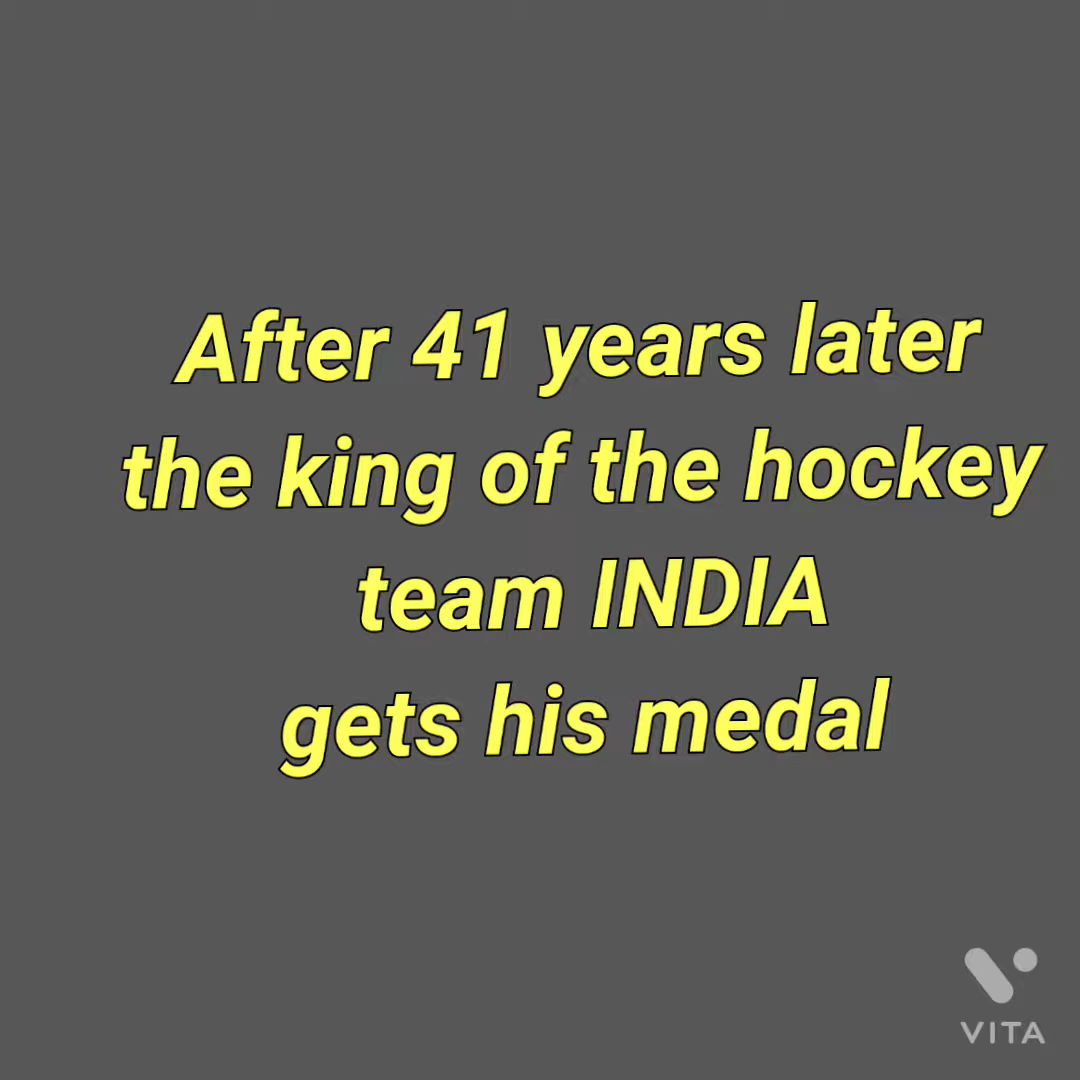 After 41 years later
the king of the hockey
team INDIA
gets his medal
VITA